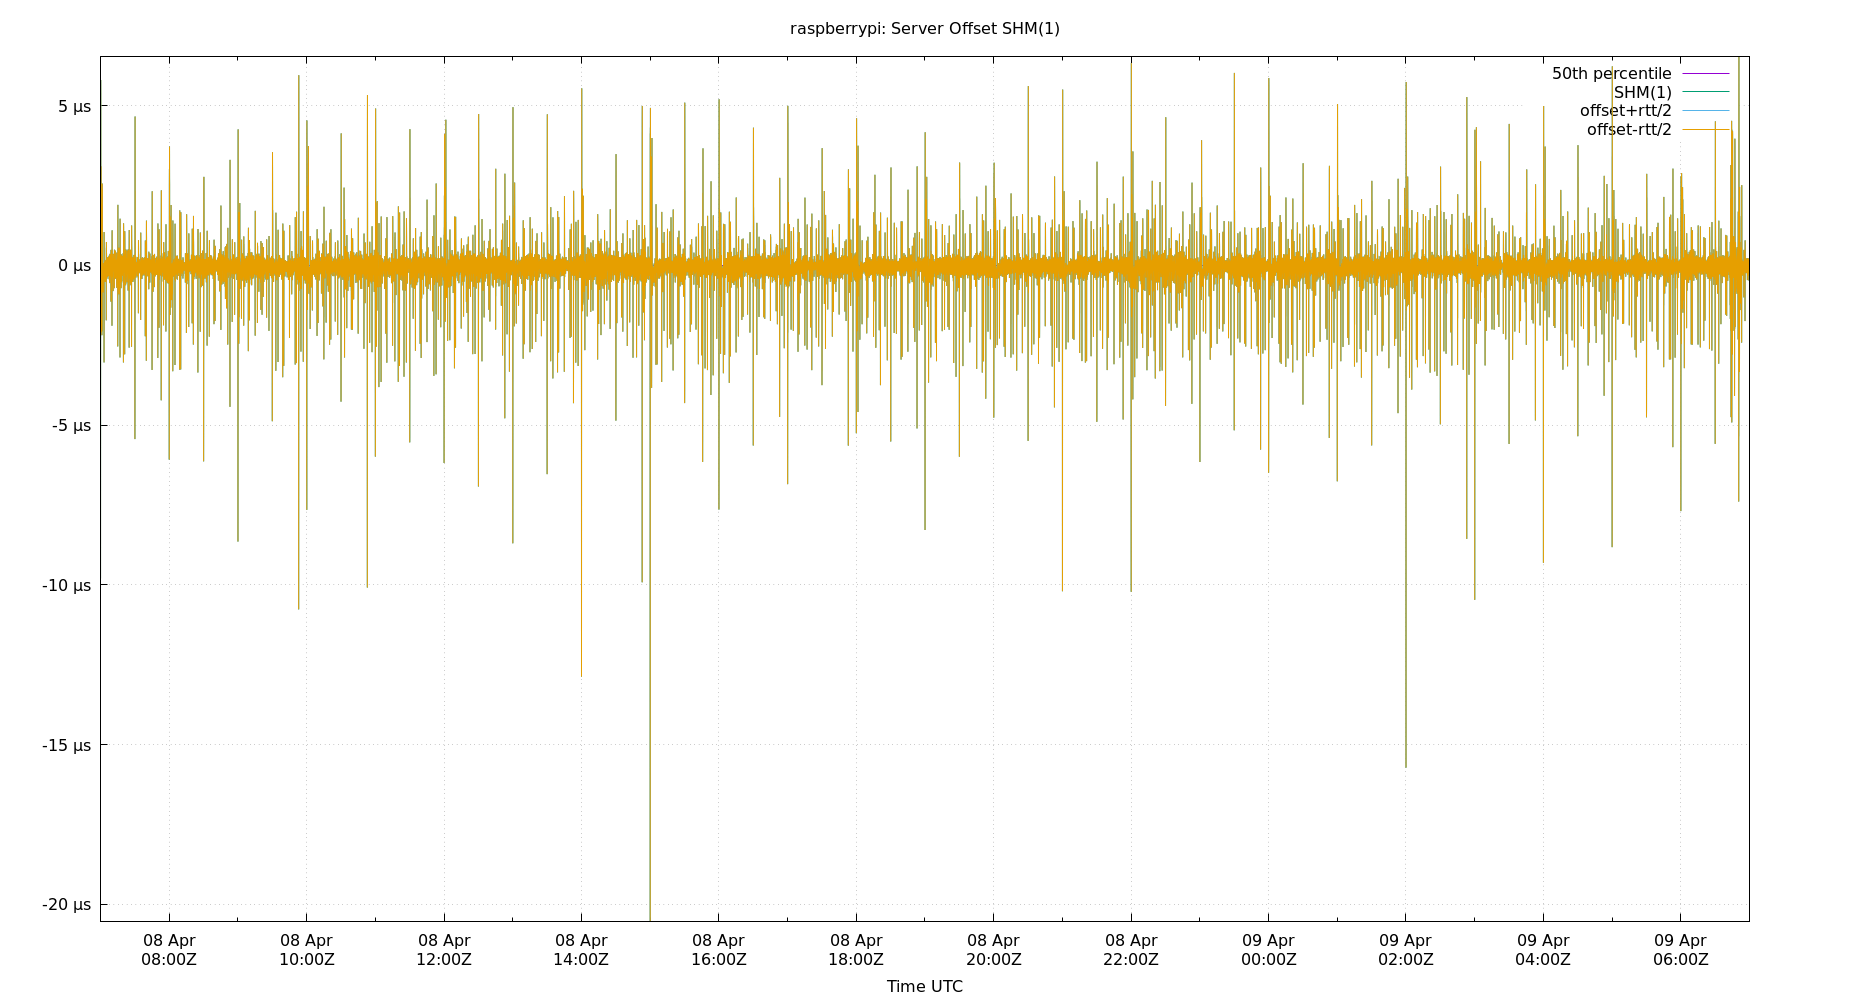 raspberrypi: Server Offset SHM(1)
50th percentile
SHM(1)
offset+rtt/2
offset-rtt/2
5 µs
0 µs
-5 µs
-10 µs
-15 µs
-20 µs
08 Apr 08 Apr 08 Apr 08 Apr 08 Apr 08 Apr 08 Apr 08 Apr 09 Apr 09 Apr 09 Apr 09 Apr
08:00Z 10:00Z 12:00Z 14:00Z 16:00Z 18:00Z 20:00Z 22:00Z 00:00Z 02:00Z 04:00Z 06:00Z
Time UTC